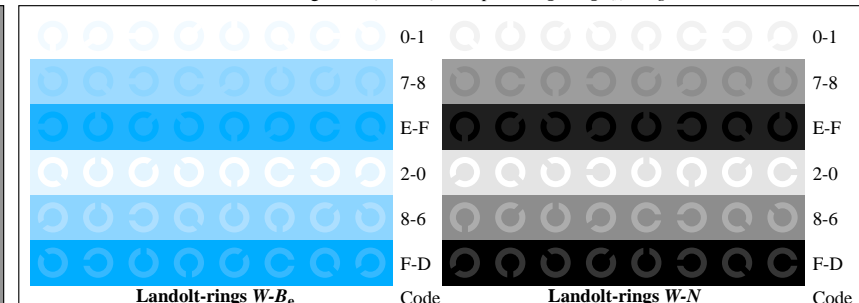 0-1 0-1
7-8 7-8
E-F E-F
2-0 2-0
8-6 8-6
F-D F-D
Landolt-rings W-Be Code Landolt-rings W-N Code